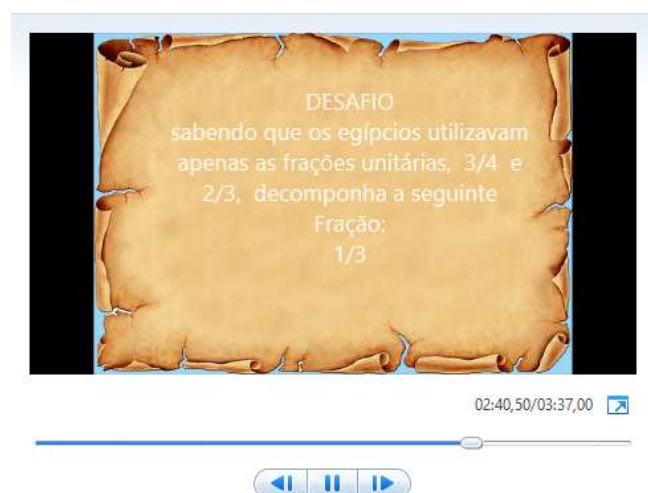 DESAFIO
sabendo que os egípcios utilizavam
apenas as frações unitárias, 3/4 e
2/3, decomponha a seguinte
Fração:
1/3
02:40,50/03:37,00